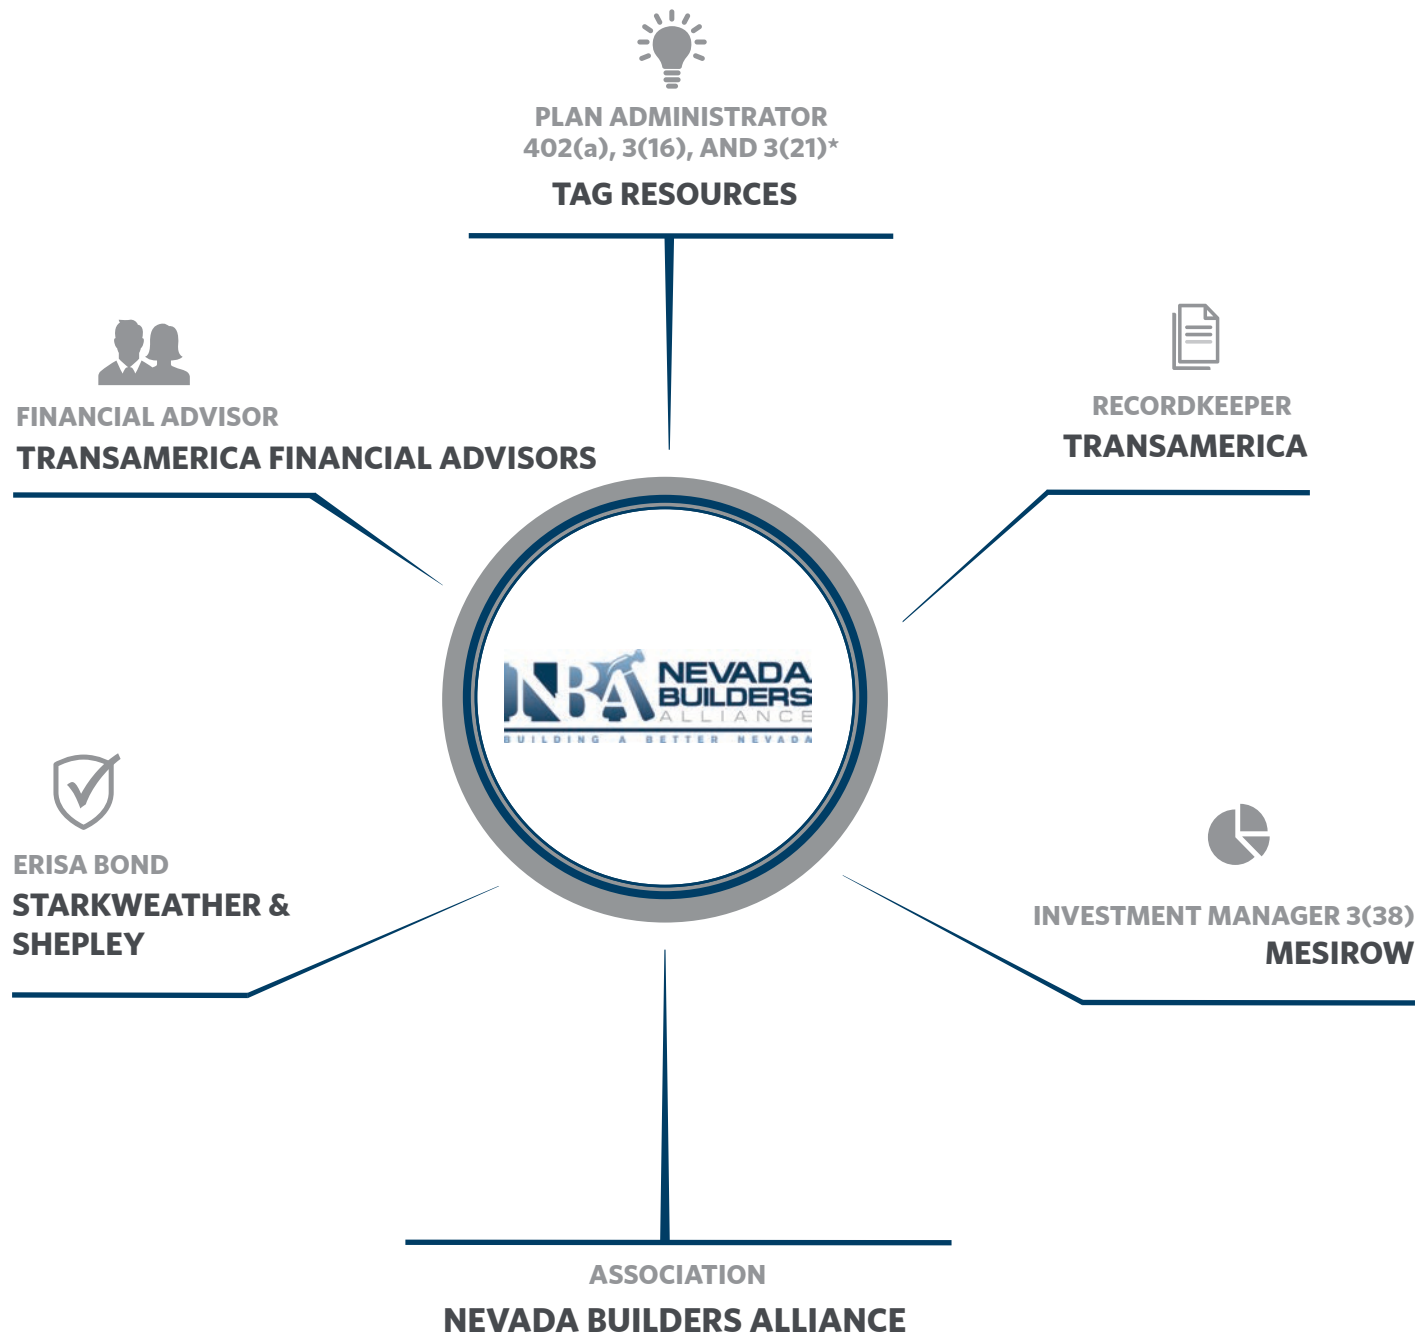 PLAN ADMINISTRATOR
402(a), 3(16), AND 3(21)*
TAG RESOURCES
FINANCIAL ADVISOR
TRANSAMERICA FINANCIAL ADVISORS
RECORDKEEPER
TRANSAMERICA
NBA
NEVADA
BUILDERS
ALLIANCE
BUILDING A BETTER NEVADA
ERISA BOND
STARKWEATHER &
SHEPLEY
INVESTMENT MANAGER 3(38)
MESIROW
ASSOCIATION
NEVADA BUILDERS ALLIANCE